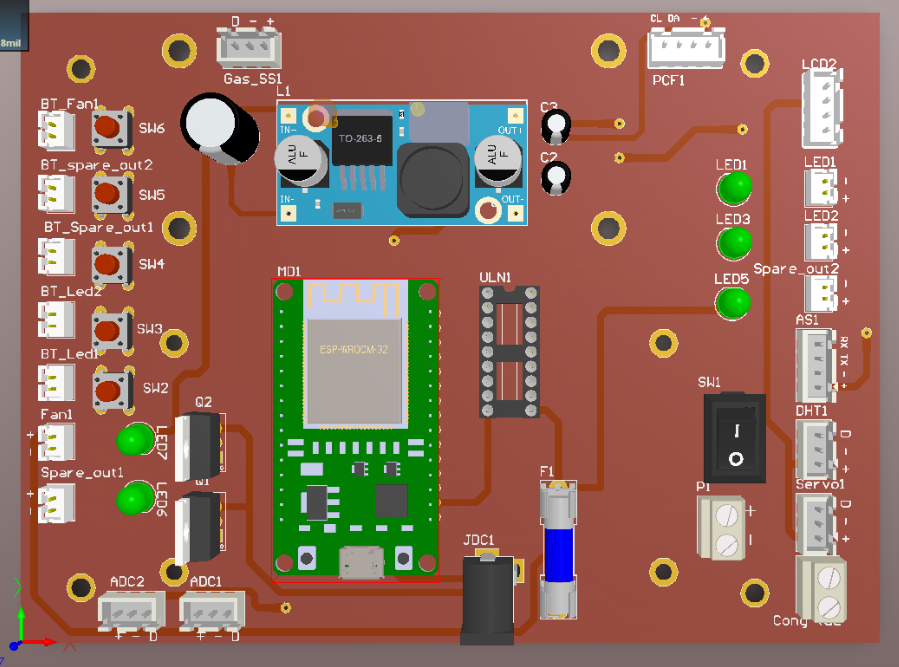 8mil
D - +
Gas_SS1
CL DA - +
PCF1
LCD2
BT_Fan1
SW6
L1
IN-
TO-263-5
ALU
F
OUT+
ALU
F
IN-
OUT-
C3
C2
BT_spare_out2
SW5
LED1
LED1
- +
BT_Spare_out1
SW4
LED3
LED2
- +
BT_Led2
SW3
MD1
ULN1
LED5
Spare_out2
- +
BT_Led1
SW2
ESP-WROOM-32
AS1
RX TX - +
Fan1
+ -
LED7
Q2
SW1
I
O
DHT1
D - +
Spare_out1
+ -
LED6
Q1
F1
P1
+
-
Servo1
D - +
JDC1
ADC2
+ - D
ADC1
+ - D
X